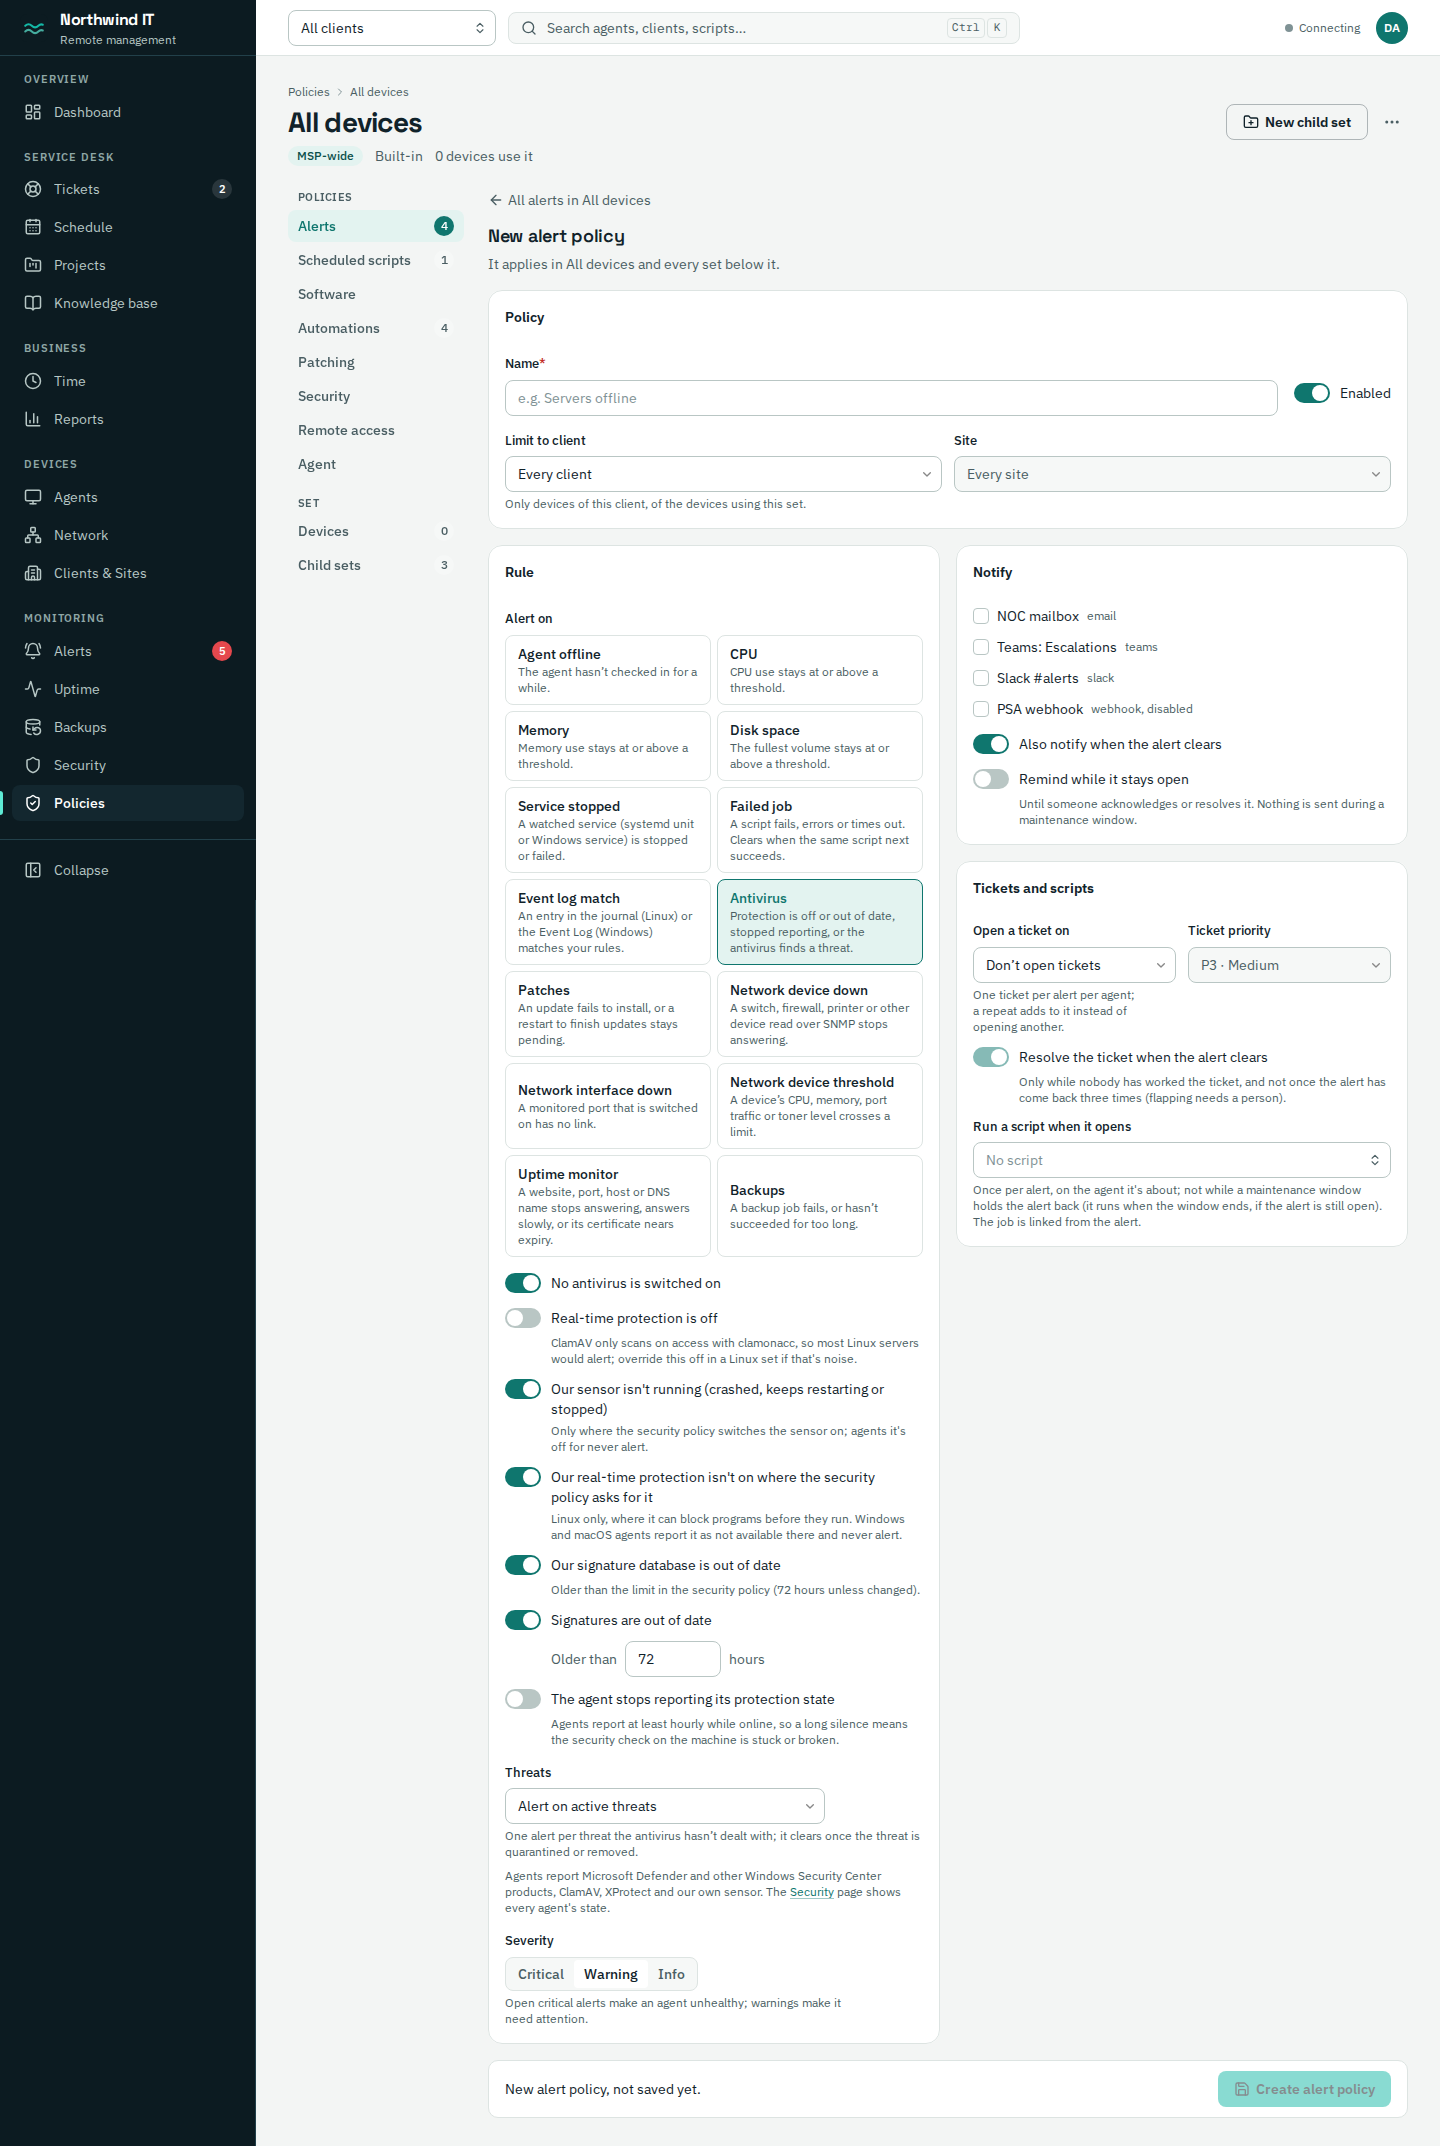 Northwind IT
Remote management
OVERVIEW
Dashboard
SERVICE DESK
Tickets 2
Schedule
Projects
Knowledge base
BUSINESS
Time
Reports
DEVICES
Agents
Network
Clients & Sites
MONITORING
Alerts 5
Uptime
Backups
Security
Policies
Collapse
All clients
Search agents, clients, scripts… Ctrl K
Connecting DA
Policies > All devices
All devices
MSP-wide Built-in 0 devices use it
New child set
POLICIES
Alerts 4
Scheduled scripts 1
Software
Automations 4
Patching
Security
Remote access
Agent
SET
Devices 0
Child sets 3
← All alerts in All devices
New alert policy
It applies in All devices and every set below it.
Policy
Name*
e.g. Servers offline
Enabled
Limit to client
Every client
Only devices of this client, of the devices using this set.
Site
Every site
Rule
Alert on
Agent offline
The agent hasn’t checked in for a
while.
CPU
CPU use stays at or above a
threshold.
Memory
Memory use stays at or above a
threshold.
Disk space
The fullest volume stays at or
above a threshold.
Service stopped
A watched service (systemd unit
or Windows service) is stopped
or failed.
Failed job
A script fails, errors or times out.
Clears when the same script next
succeeds.
Event log match
An entry in the journal (Linux) or
the Event Log (Windows)
matches your rules.
Antivirus
Protection is off or out of date,
stopped reporting, or the
antivirus finds a threat.
Patches
An update fails to install, or a
restart to finish updates stays
pending.
Network device down
A switch, firewall, printer or other
device read over SNMP stops
answering.
Network interface down
A monitored port that is switched
on has no link.
Network device threshold
A device’s CPU, memory, port
traffic or toner level crosses a
limit.
Uptime monitor
A website, port, host or DNS
name stops answering, answers
slowly, or its certificate nears
expiry.
Backups
A backup job fails, or hasn’t
succeeded for too long.
No antivirus is switched on
Real-time protection is off
ClamAV only scans on access with clamonacc, so most Linux servers
would alert; override this off in a Linux set if that's noise.
Our sensor isn't running (crashed, keeps restarting or
stopped)
Only where the security policy switches the sensor on; agents it's
off for never alert.
Our real-time protection isn't on where the security
policy asks for it
Linux only, where it can block programs before they run. Windows
and macOS agents report it as not available there and never alert.
Our signature database is out of date
Older than the limit in the security policy (72 hours unless changed).
Signatures are out of date
Older than 72 hours
The agent stops reporting its protection state
Agents report at least hourly while online, so a long silence means
the security check on the machine is stuck or broken.
Threats
Alert on active threats
One alert per threat the antivirus hasn’t dealt with; it clears once the threat is
quarantined or removed.
Agents report Microsoft Defender and other Windows Security Center
products, ClamAV, XProtect and our own sensor. The Security page shows
every agent's state.
Severity
Critical Warning Info
Open critical alerts make an agent unhealthy; warnings make it
need attention.
Notify
NOC mailbox email
Teams: Escalations teams
Slack #alerts slack
PSA webhook webhook, disabled
Also notify when the alert clears
Remind while it stays open
Until someone acknowledges or resolves it. Nothing is sent during a
maintenance window.
Tickets and scripts
Open a ticket on
Don’t open tickets
One ticket per alert per agent;
a repeat adds to it instead of
opening another.
Ticket priority
P3 · Medium
Resolve the ticket when the alert clears
Only while nobody has worked the ticket, and not once the alert has
come back three times (flapping needs a person).
Run a script when it opens
No script
Once per alert, on the agent it's about; not while a maintenance window
holds the alert back (it runs when the window ends, if the alert is still open).
The job is linked from the alert.
New alert policy, not saved yet.
Create alert policy